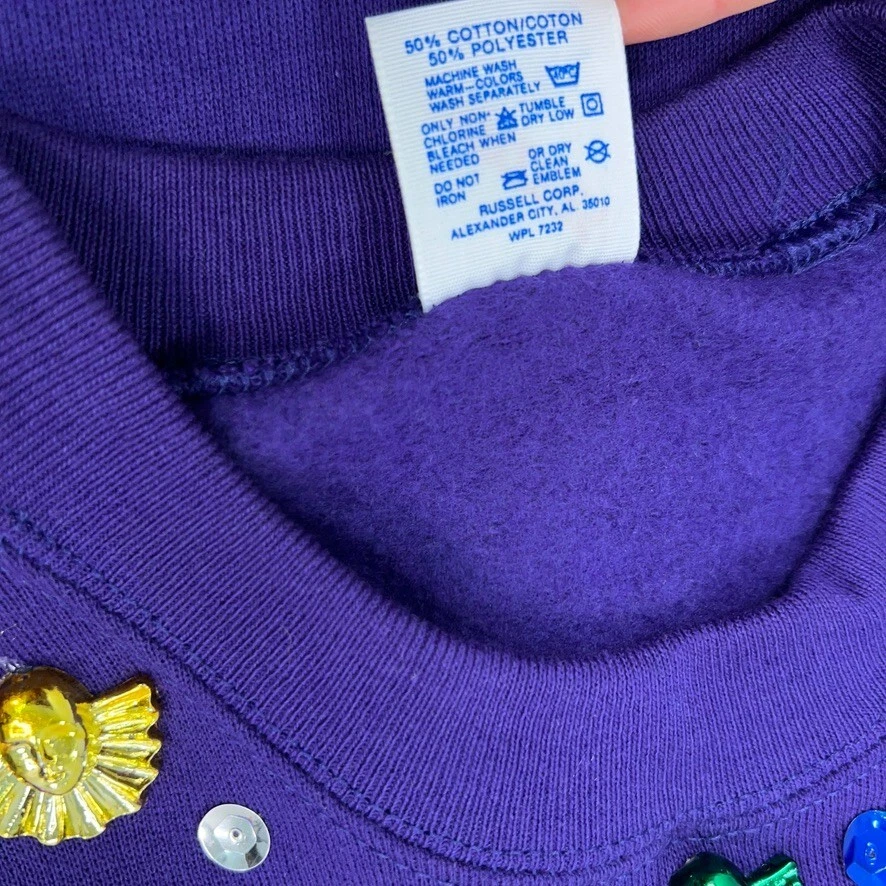 50% COTTON/COTON
50% POLYESTER
MACHINE WASH
WARM-COLORS
WASH SEPARATELY
40°C
ONLY NON-
CHLORINE
BLEACH WHEN
NEEDED
TUMBLE
DRY LOW
DO NOT
IRON
OR DRY
CLEAN
EMBLEM
RUSSELL CORP.
ALEXANDER CITY, AL 35010
WPL 7232